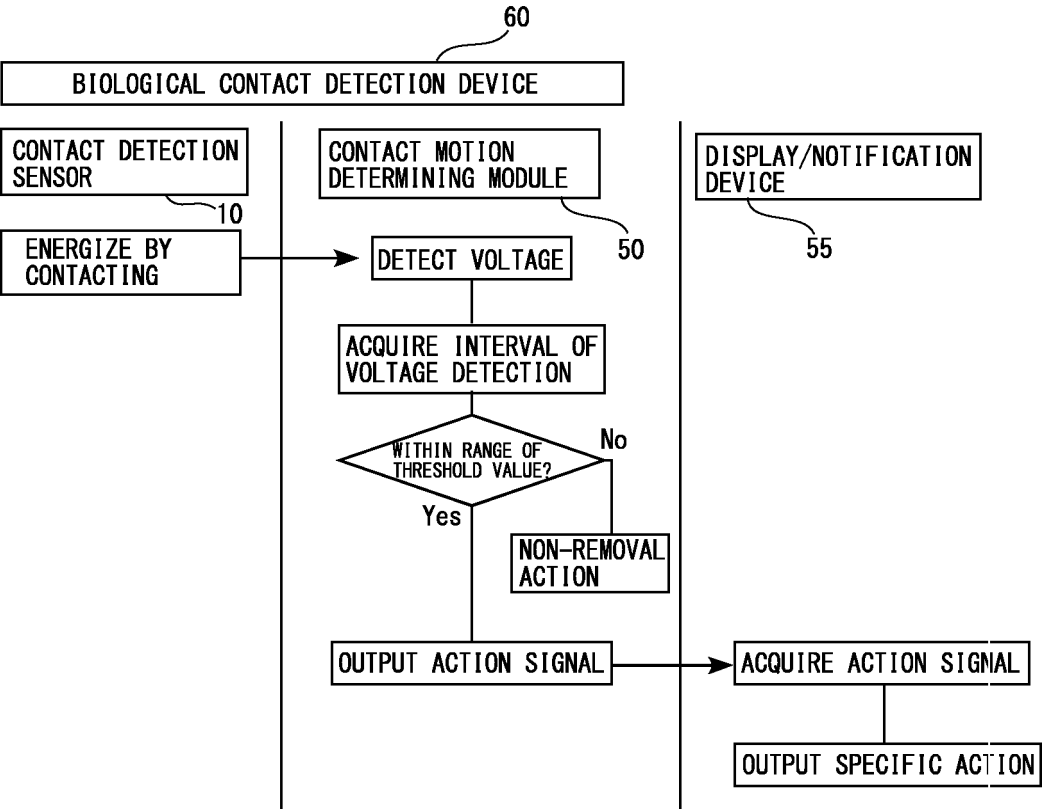 60
BIOLOGICAL CONTACT DETECTION DEVICE
CONTACT DETECTION
SENSOR
10
CONTACT MOTION
DETERMINING MODULE
50
DISPLAY/NOTIFICATION
DEVICE
55
ENERGIZE BY
CONTACTING
DETECT VOLTAGE
ACQUIRE INTERVAL OF
VOLTAGE DETECTION
WITHIN RANGE OF
THRESHOLD VALUE?
No
Yes
NON-REMOVAL
ACTION
OUTPUT ACTION SIGNAL
ACQUIRE ACTION SIGNAL
OUTPUT SPECIFIC ACTION